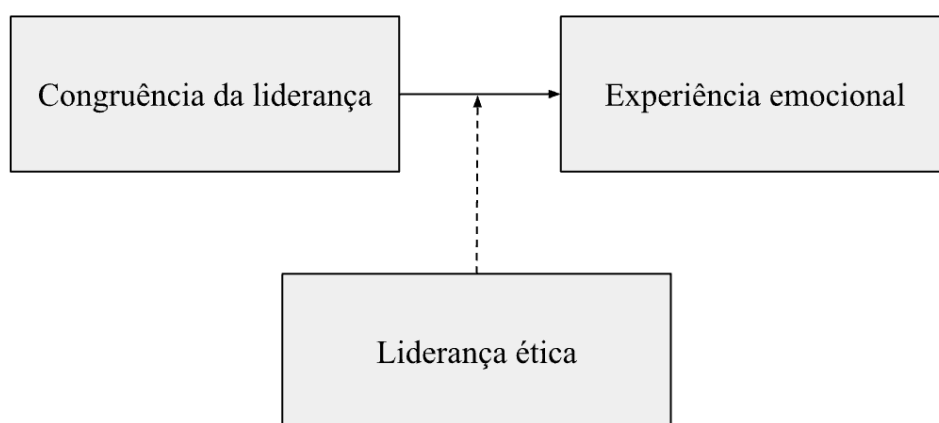 Congruência da liderança
Experiência emocional
Liderança ética